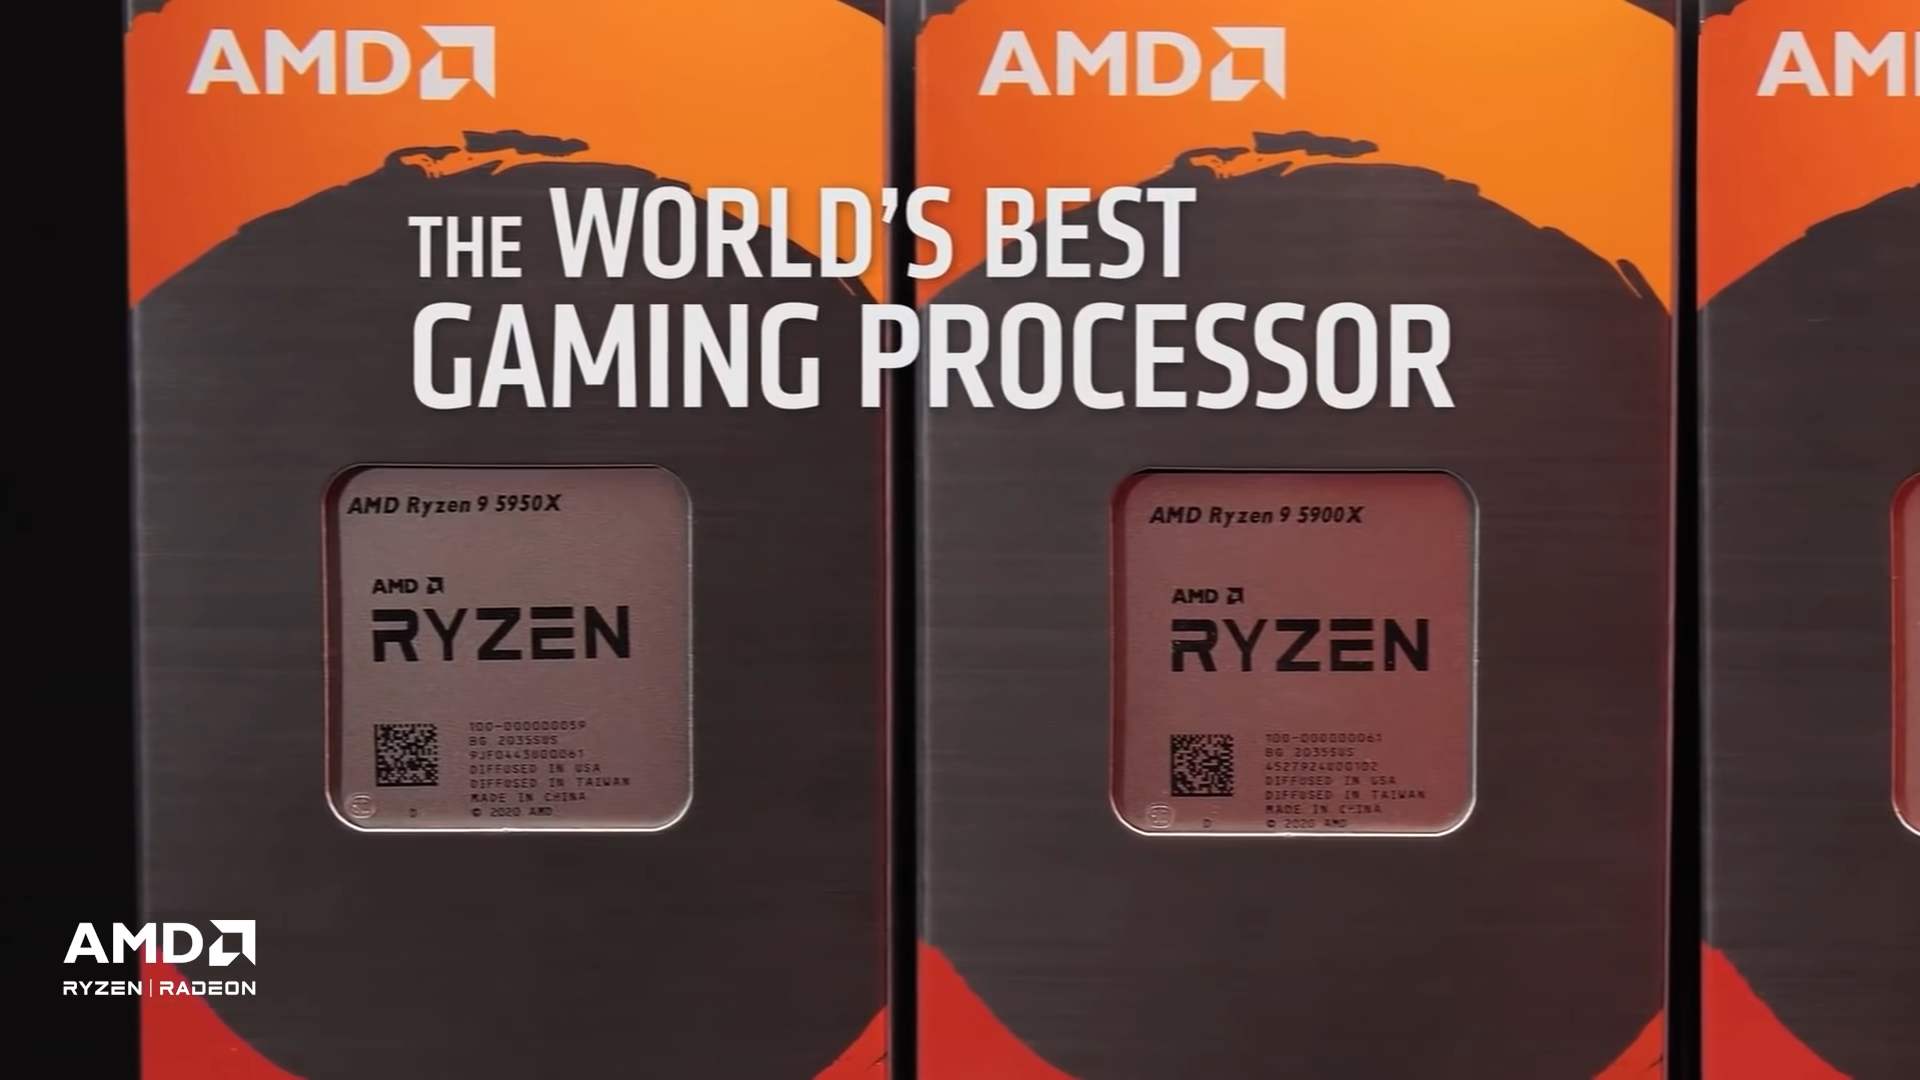 AMD
AMD
AM
THE WORLD'S BEST
GAMING PROCESSOR
AMD Ryzen 9 5950X
AMD
RYZEN
100-000000059
BG 2035SUS
9JF0443U00061
DIFFUSED IN USA
DIFFUSED IN TAIWAN
MADE IN CHINA
© 2020 AMD
D
AMD Ryzen 9 5900X
AMD
RYZEN
100-000000061
BG 2035SUS
4527924U00102
DIFFUSED IN USA
DIFFUSED IN TAIWAN
MADE IN CHINA
© 2020 AMD
D
AMD
RYZEN | RADEON